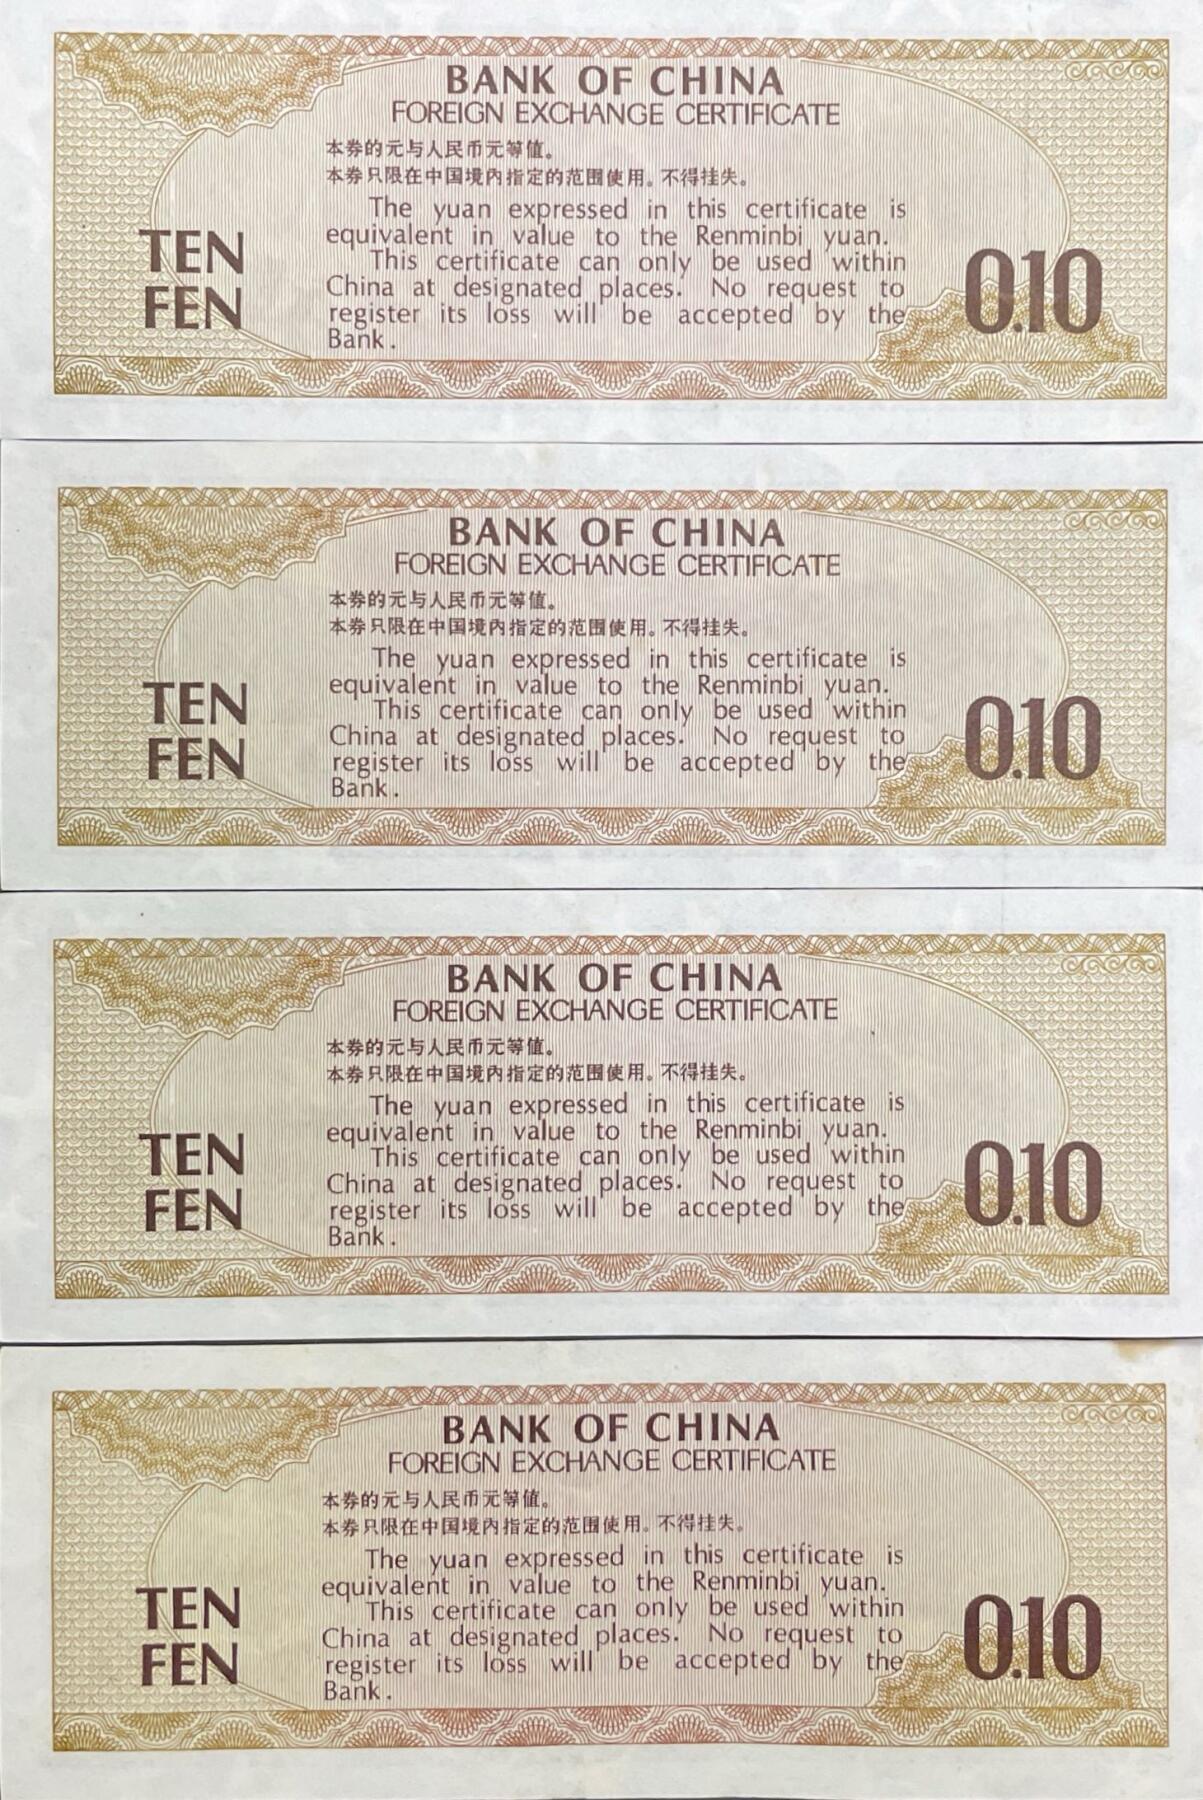 BANK OF CHINA
FOREIGN EXCHANGE CERTIFICATE
本券的元与人民币元等值。
本券只限在中国境内指定的范围使用。不得挂失。
The yuan expressed in this certificate is
equivalent in value to the Renminbi yuan.
This certificate can only be used within
China at designated places. No request to
register its loss will be accepted by the
Bank.
TEN
FEN
0.10
BANK OF CHINA
FOREIGN EXCHANGE CERTIFICATE
本券的元与人民币元等值。
本券只限在中国境内指定的范围使用。不得挂失。
The yuan expressed in this certificate is
equivalent in value to the Renminbi yuan.
This certificate can only be used within
China at designated places. No request to
register its loss will be accepted by the
Bank.
TEN
FEN
0.10
BANK OF CHINA
FOREIGN EXCHANGE CERTIFICATE
本券的元与人民币元等值。
本券只限在中国境内指定的范围使用。不得挂失。
The yuan expressed in this certificate is
equivalent in value to the Renminbi yuan.
This certificate can only be used within
China at designated places. No request to
register its loss will be accepted by the
Bank.
TEN
FEN
0.10
BANK OF CHINA
FOREIGN EXCHANGE CERTIFICATE
本券的元与人民币元等值。
本券只限在中国境内指定的范围使用。不得挂失。
The yuan expressed in this certificate is
equivalent in value to the Renminbi yuan.
This certificate can only be used within
China at designated places. No request to
register its loss will be accepted by the
Bank.
TEN
FEN
0.10